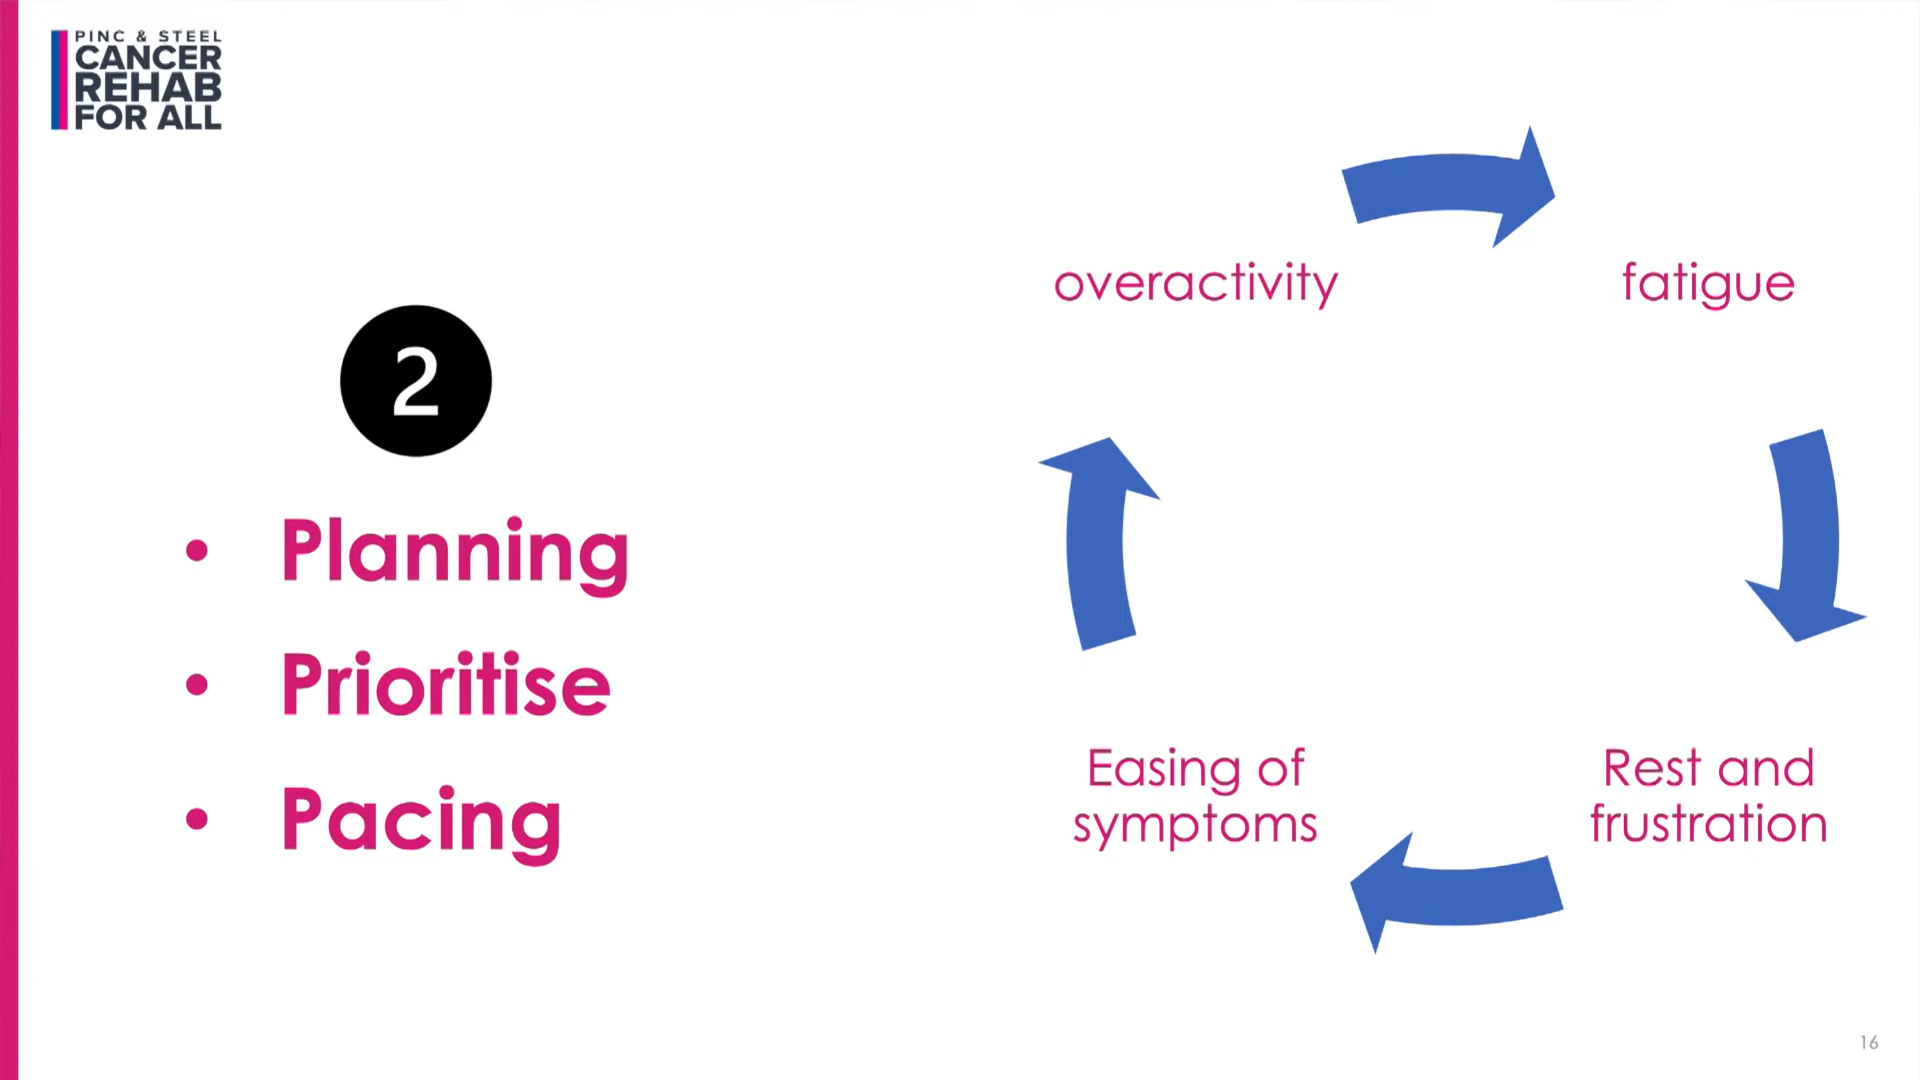 PINC & STEEL
CANCER
REHAB
FOR ALL
2
• Planning
• Prioritise
• Pacing
overactivity
fatigue
Rest and
frustration
Easing of
symptoms
16